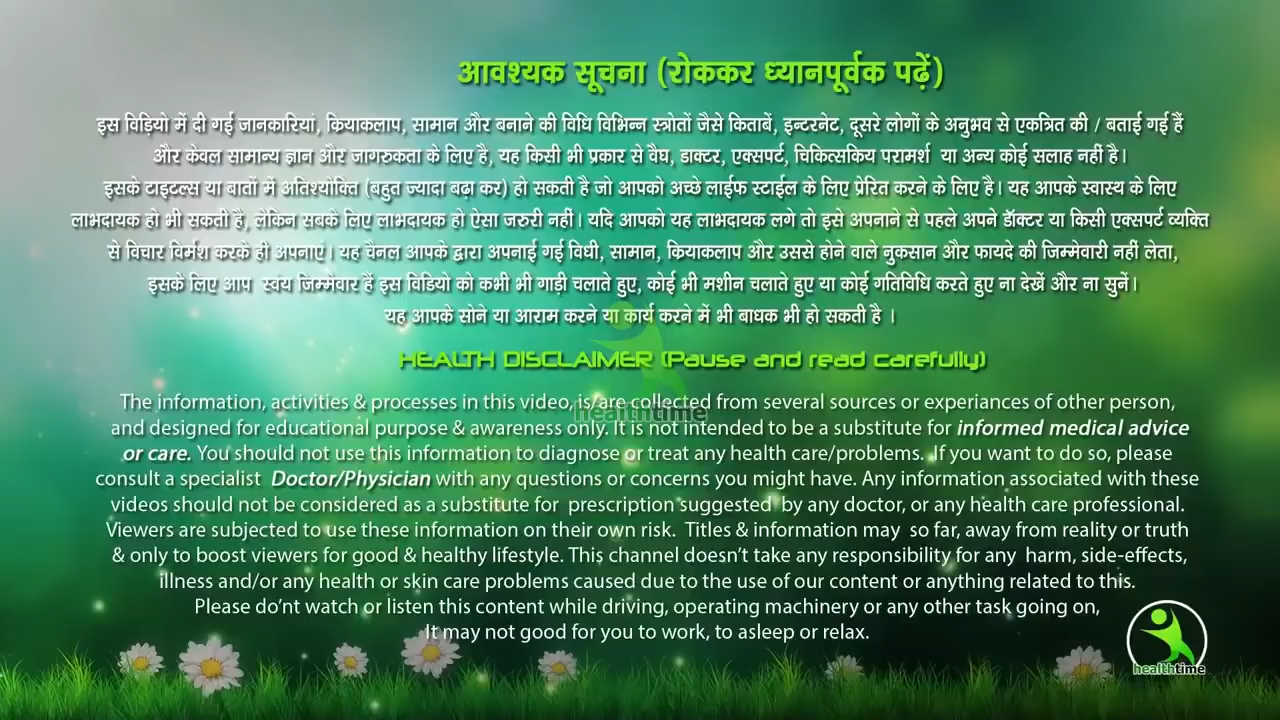 आवश्यक सूचना (रोककर ध्यानपूर्वक पढ़ें)
इस विडियो में दी गई जानकारियां, कियाकलाप, सामान और बनाने की विधि विभिन्न स्त्रोतों जैसे किताबें, इन्टरनेट, दूसरे लोगों के अनुभव से एकत्रित की / बताई गई हैं
और केवल सामान्य ज्ञान और जागरुकता के लिए है, यह किसी भी प्रकार से वैघ, डाक्टर, एक्सपर्ट, चिकित्सकिय परामर्श या अन्य कोई सलाह नहीं है।
इसके टाइटल्स या बातों में अतिश्योक्ति (बहुत ज्यादा बढ़ा कर) हो सकती है जो आपको अच्छे लाईफ स्टाईल के लिए प्रेरित करने के लिए है। यह आपके स्वास्थ के लिए
लाभदायक हो भी सकती है, लेकिन सबके लिए लाभदायक हो ऐसा जरुरी नहीं। यदि आपको यह लाभदायक लगे तो इसे अपनाने से पहले अपने डॉक्टर या किसी एक्सपर्ट व्यक्ति
से विचार विर्मश करके ही अपनाएं। यह चैनल आपके द्वारा अपनाई गई विधी, सामान, कियाकलाप और उससे होने वाले नुकसान और फायदे की जिम्मेवारी नहीं लेता,
इसके लिए आप स्वंय जिम्मेवार हैं इस विडियो को कभी भी गाड़ी चलाते हुए, कोई भी मशीन चलाते हुए या कोई गतिविधि करते हुए ना देखें और ना सुनें।
यह आपके सोने या आराम करने या कार्य करने में भी बाधक भी हो सकती है ।
HEALTH DISCLAIMER (Pause and read carefully)
The information, activities & processes in this video, is/are collected from several sources or experiances of other person,
healthtime
and designed for educational purpose & awareness only. It is not intended to be a substitute for informed medical advice
or care. You should not use this information to diagnose or treat any health care/problems. If you want to do so, please
consult a specialist Doctor/Physician with any questions or concerns you might have. Any information associated with these
videos should not be considered as a substitute for prescription suggested by any doctor, or any health care professional.
Viewers are subjected to use these information on their own risk. Titles & information may so far, away from reality or truth
& only to boost viewers for good & healthy lifestyle. This channel doesn't take any responsibility for any harm, side-effects,
illness and/or any health or skin care problems caused due to the use of our content or anything related to this.
Please do'nt watch or listen this content while driving, operating machinery or any other task going on,
It may not good for you to work, to asleep or relax.
healthtime